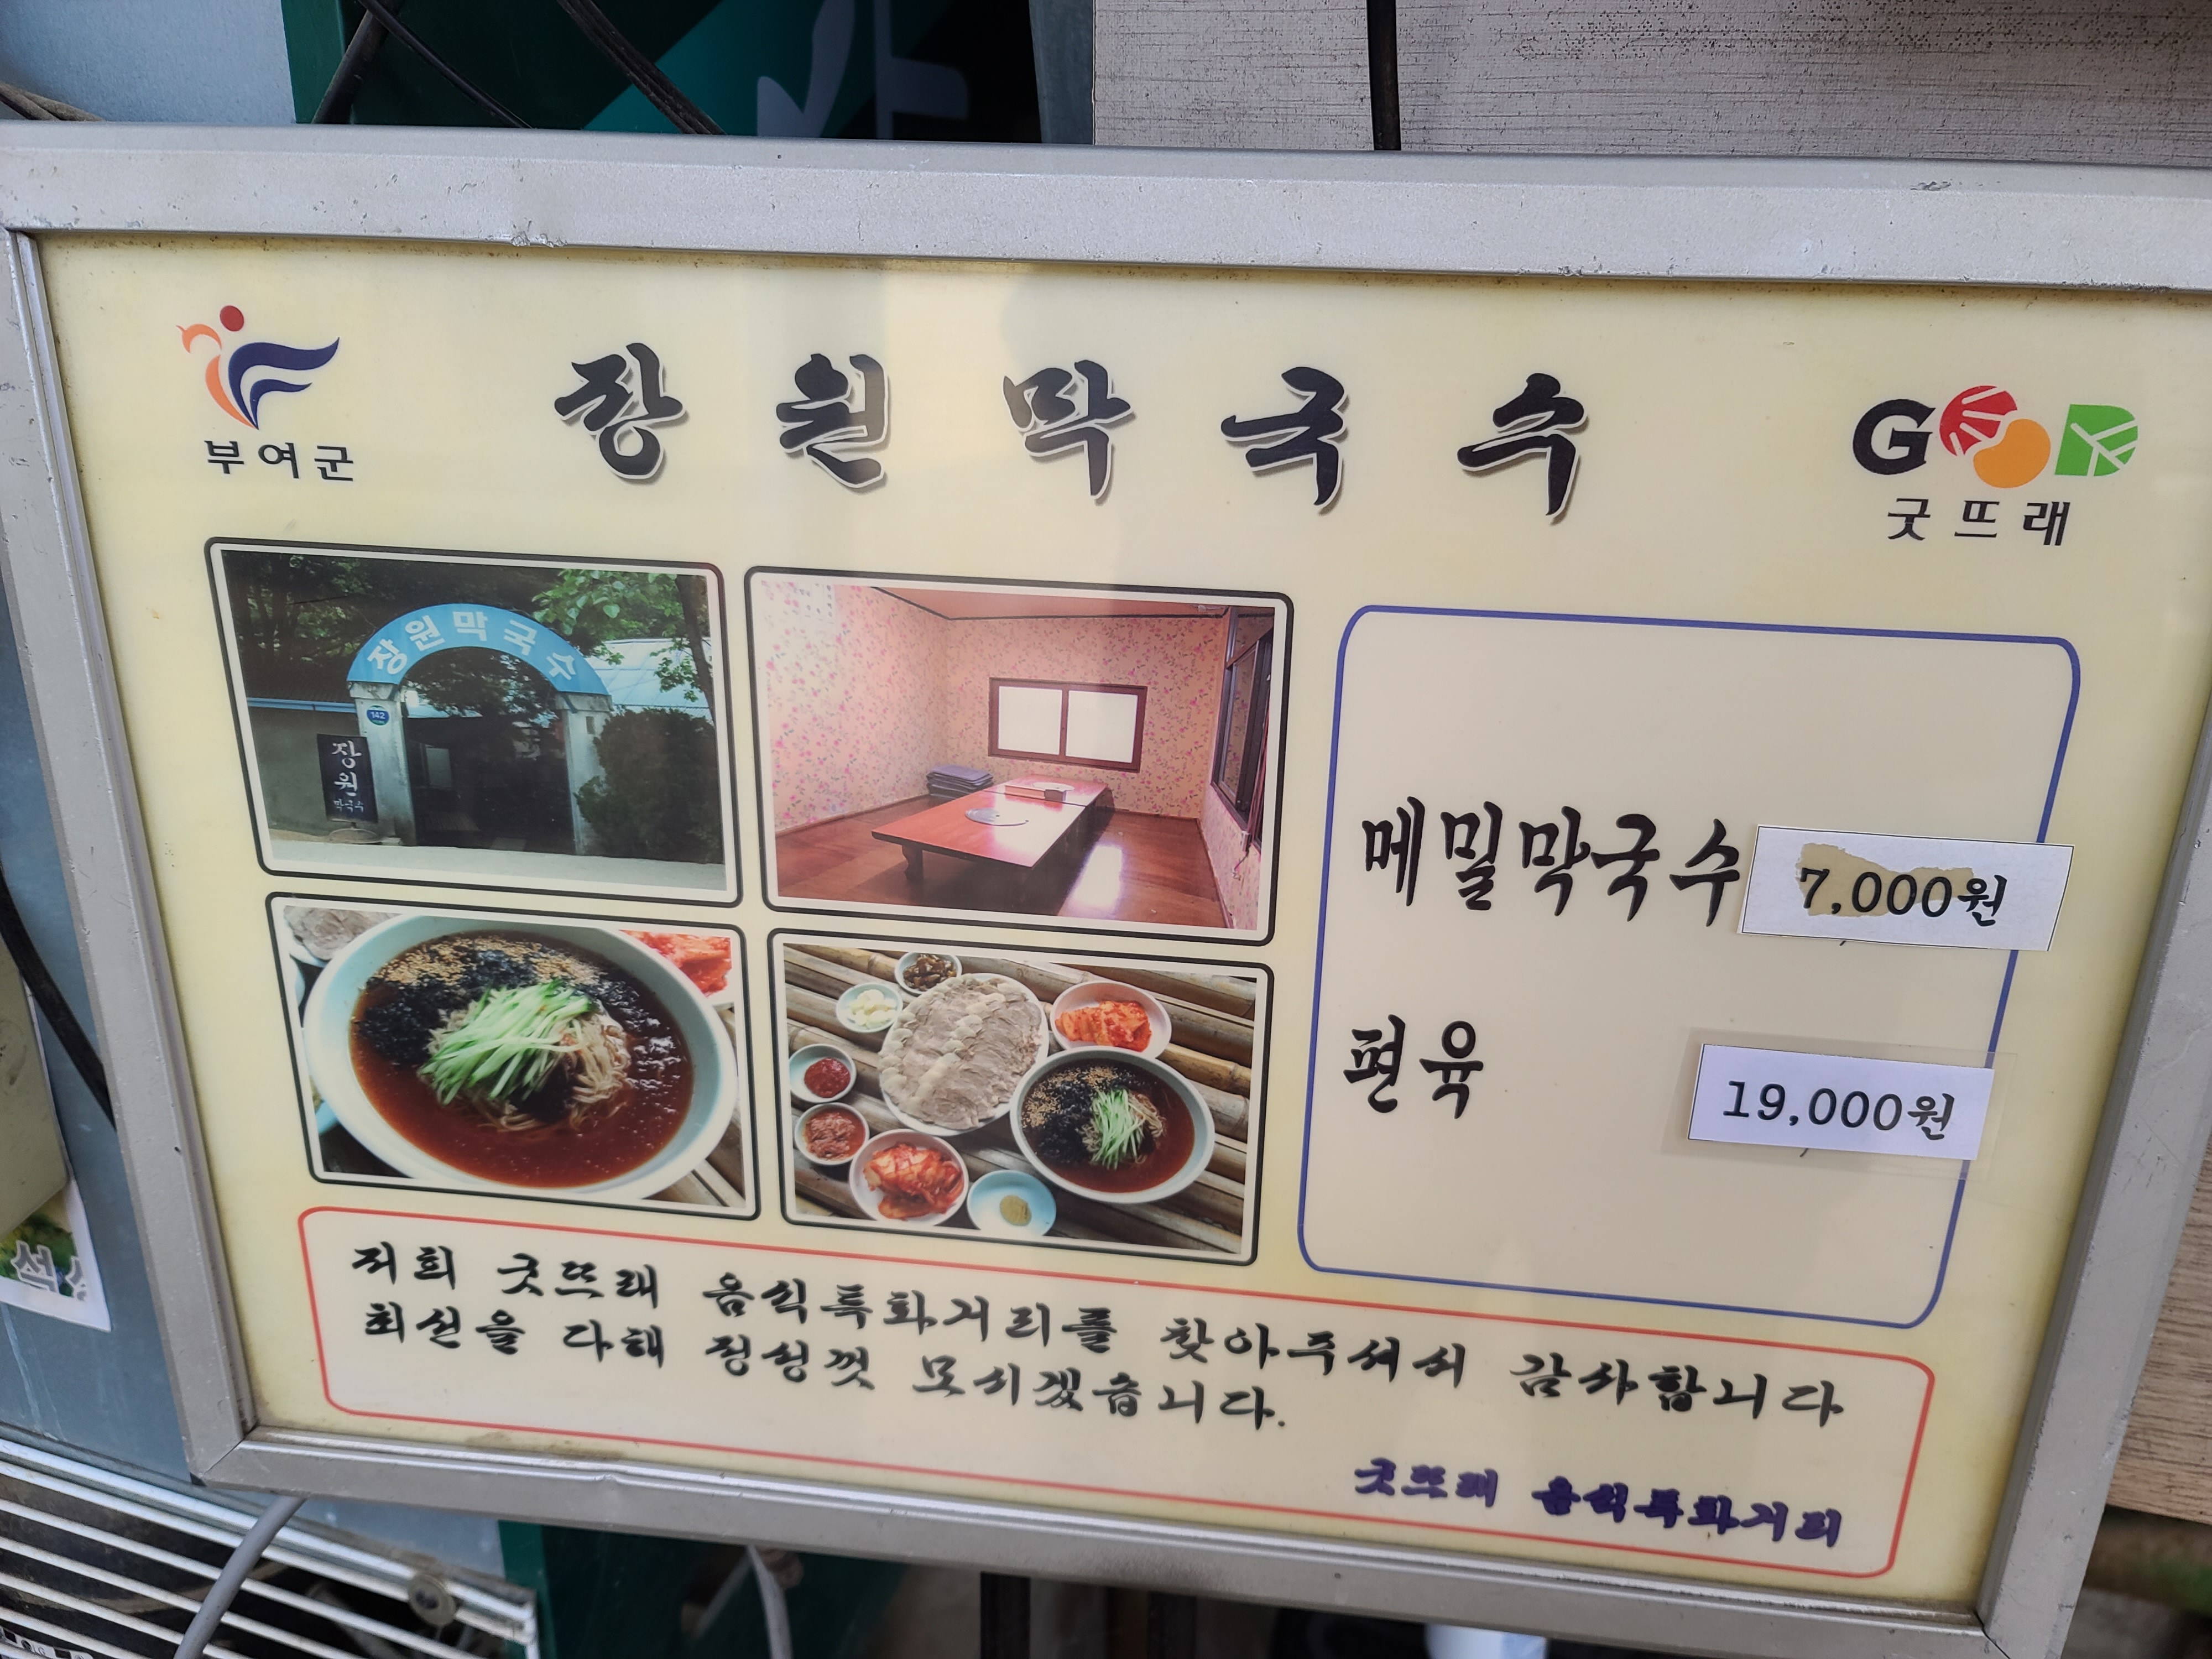 부여군
장원막국수
GOOD
굿뜨래
장원막국수
142
장원
막국수
메밀막국수 7,000원
편육 19,000원
저희 굿뜨래 음식특화거리를 찾아주셔서 감사합니다
최선을 다해 정성껏 모시겠습니다.
굿뜨래 음식특화거리
석